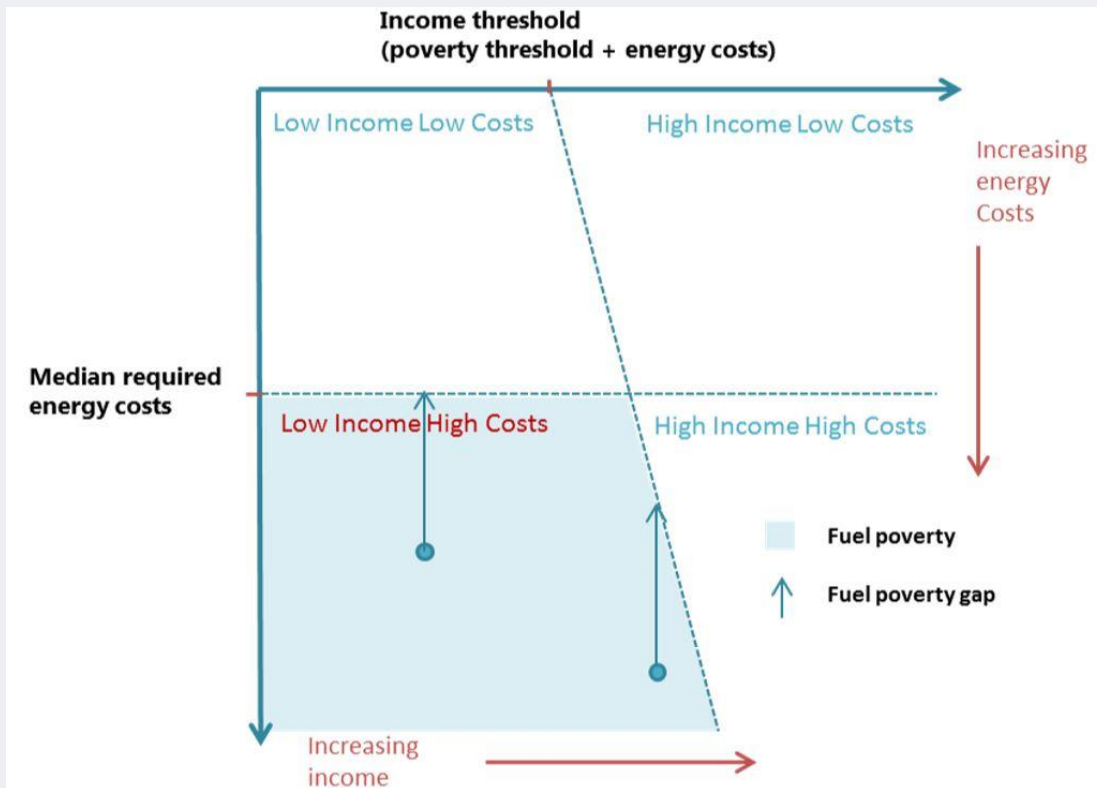 Income threshold
(poverty threshold + energy costs)
Low Income Low Costs
High Income Low Costs
Increasing
energy
Costs
Median required
energy costs
Low Income High Costs
High Income High Costs
Fuel poverty
Fuel poverty gap
Increasing
income